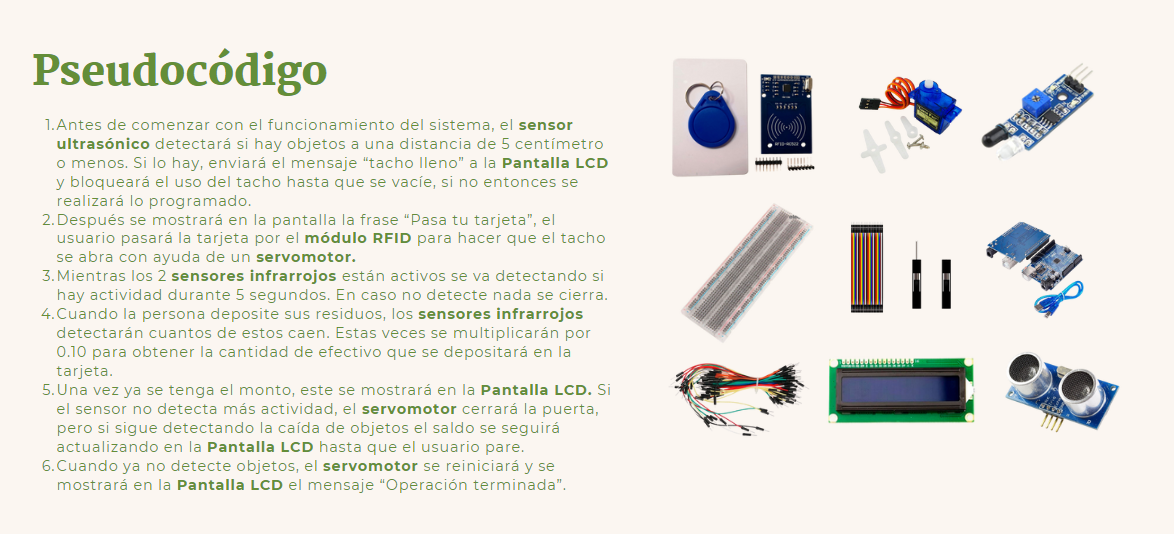 Pseudocódigo
1.Antes de comenzar con el funcionamiento del sistema, el sensor
ultrasónico detectará si hay objetos a una distancia de 5 centímetro
o menos. Si lo hay, enviará el mensaje “tacho lleno” a la Pantalla LCD
y bloqueará el uso del tacho hasta que se vacíe, si no entonces se
realizará lo programado.
2.Después se mostrará en la pantalla la frase “Pasa tu tarjeta”, el
usuario pasará la tarjeta por el módulo RFID para hacer que el tacho
se abra con ayuda de un servomotor.
3.Mientras los 2 sensores infrarrojos están activos se va detectando si
hay actividad durante 5 segundos. En caso no detecte nada se cierra.
4.Cuando la persona deposite sus residuos, los sensores infrarrojos
detectarán cuantos de estos caen. Estas veces se multiplicarán por
0.10 para obtener la cantidad de efectivo que se depositará en la
tarjeta.
5.Una vez ya se tenga el monto, este se mostrará en la Pantalla LCD. Si
el sensor no detecta más actividad, el servomotor cerrará la puerta,
pero si sigue detectando la caída de objetos el saldo se seguirá
actualizando en la Pantalla LCD hasta que el usuario pare.
6.Cuando ya no detecte objetos, el servomotor se reiniciará y se
mostrará en la Pantalla LCD el mensaje “Operación terminada”.